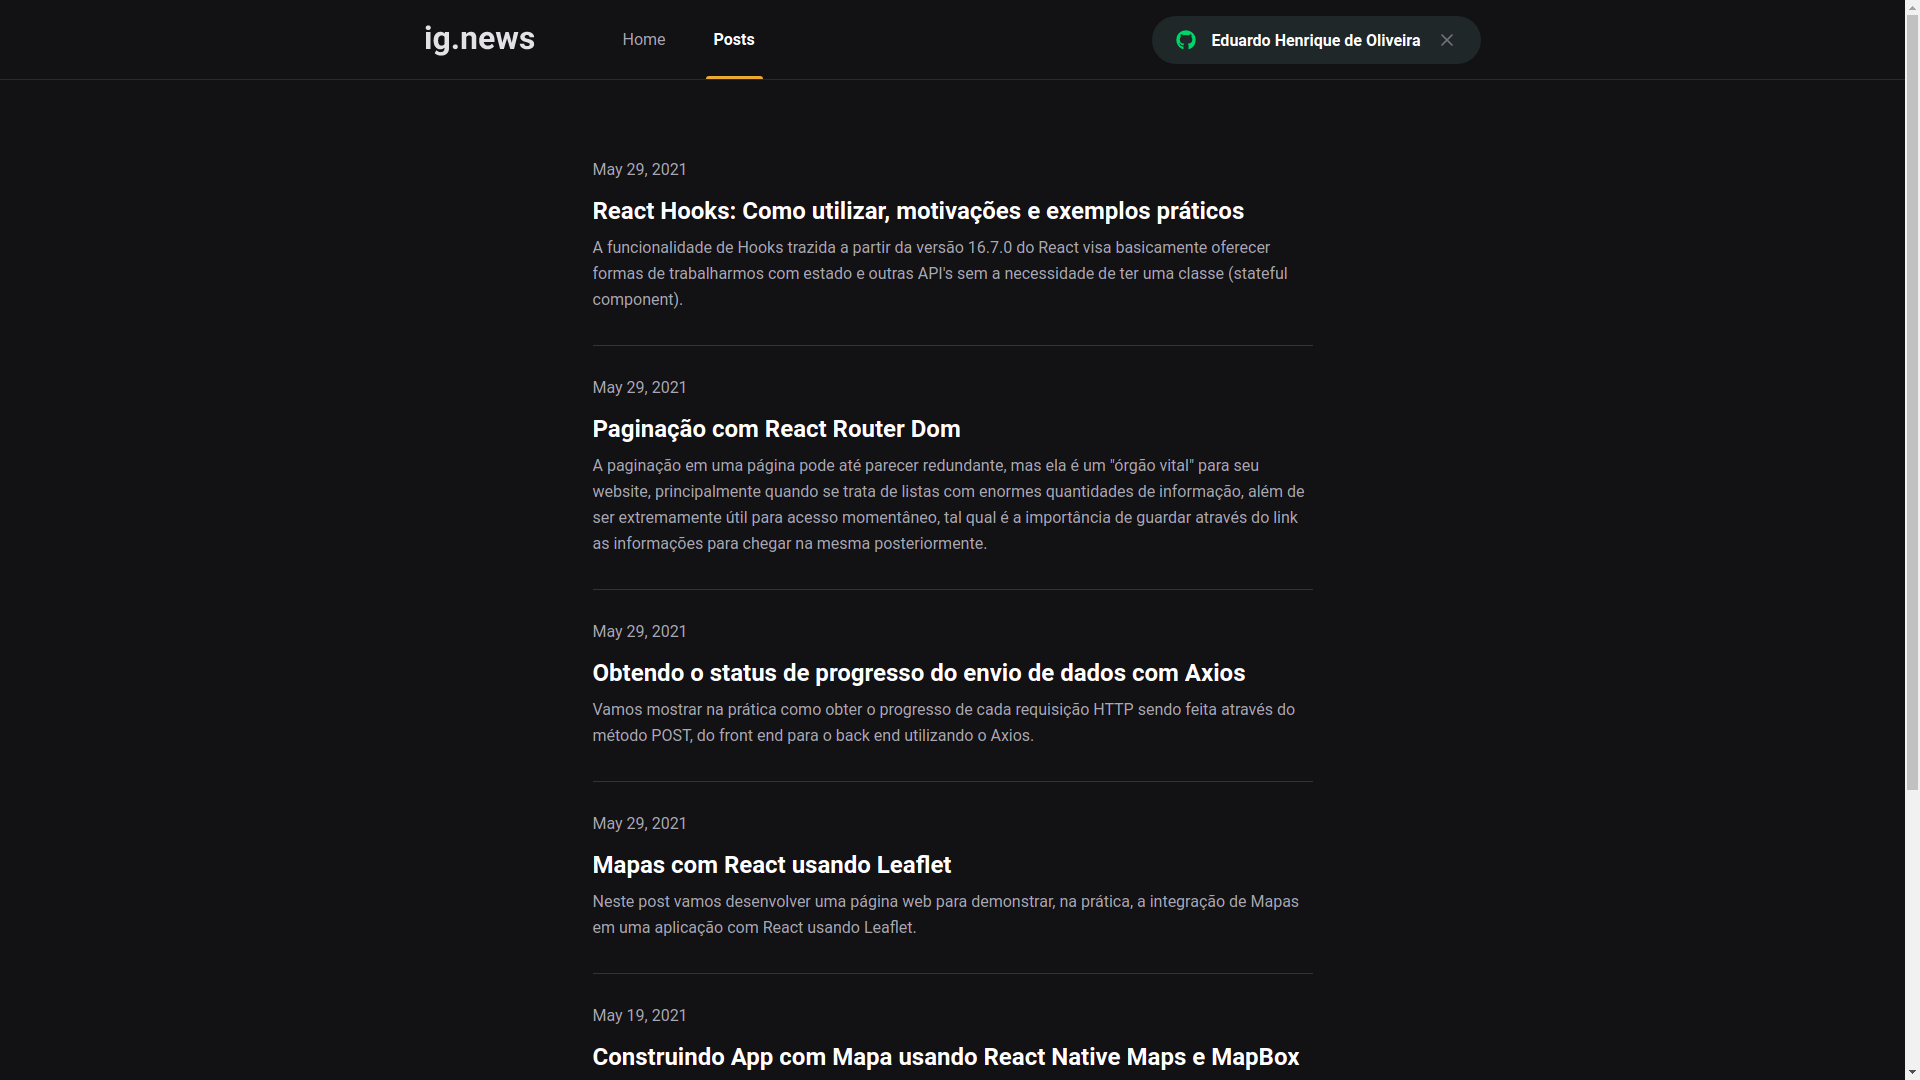 ig.news
Home
Posts
Eduardo Henrique de Oliveira
May 29, 2021
React Hooks: Como utilizar, motivações e exemplos práticos
A funcionalidade de Hooks trazida a partir da versão 16.7.0 do React visa basicamente oferecer
formas de trabalharmos com estado e outras API's sem a necessidade de ter uma classe (stateful
component).
May 29, 2021
Paginação com React Router Dom
A paginação em uma página pode até parecer redundante, mas ela é um "órgão vital" para seu
website, principalmente quando se trata de listas com enormes quantidades de informação, além de
ser extremamente útil para acesso momentâneo, tal qual é a importância de guardar através do link
as informações para chegar na mesma posteriormente.
May 29, 2021
Obtendo o status de progresso do envio de dados com Axios
Vamos mostrar na prática como obter o progresso de cada requisição HTTP sendo feita através do
método POST, do front end para o back end utilizando o Axios.
May 29, 2021
Mapas com React usando Leaflet
Neste post vamos desenvolver uma página web para demonstrar, na prática, a integração de Mapas
em uma aplicação com React usando Leaflet.
May 19, 2021
Construindo App com Mapa usando React Native Maps e MapBox